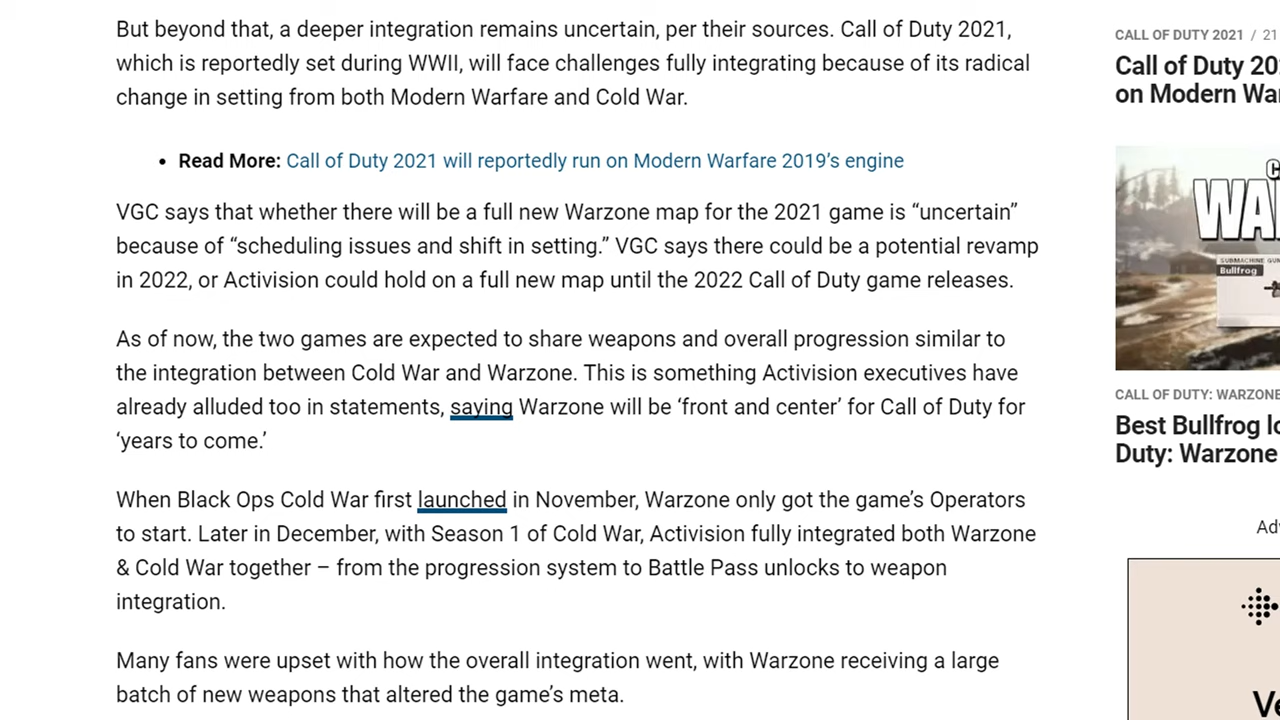 But beyond that, a deeper integration remains uncertain, per their sources. Call of Duty 2021,
which is reportedly set during WWII, will face challenges fully integrating because of its radical
change in setting from both Modern Warfare and Cold War.
• Read More: Call of Duty 2021 will reportedly run on Modern Warfare 2019’s engine
VGC says that whether there will be a full new Warzone map for the 2021 game is “uncertain”
because of “scheduling issues and shift in setting.” VGC says there could be a potential revamp
in 2022, or Activision could hold on a full new map until the 2022 Call of Duty game releases.
As of now, the two games are expected to share weapons and overall progression similar to
the integration between Cold War and Warzone. This is something Activision executives have
already alluded too in statements, saying Warzone will be ‘front and center’ for Call of Duty for
‘years to come.’
When Black Ops Cold War first launched in November, Warzone only got the game’s Operators
to start. Later in December, with Season 1 of Cold War, Activision fully integrated both Warzone
& Cold War together – from the progression system to Battle Pass unlocks to weapon
integration.
Many fans were upset with how the overall integration went, with Warzone receiving a large
batch of new weapons that altered the game’s meta.
CALL OF DUTY 2021 / 21
Call of Duty 20
on Modern Wa
WA
SUBMACHINE GUN
Bullfrog
CALL OF DUTY: WARZONE
Best Bullfrog lo
Duty: Warzone
Ad
Ve